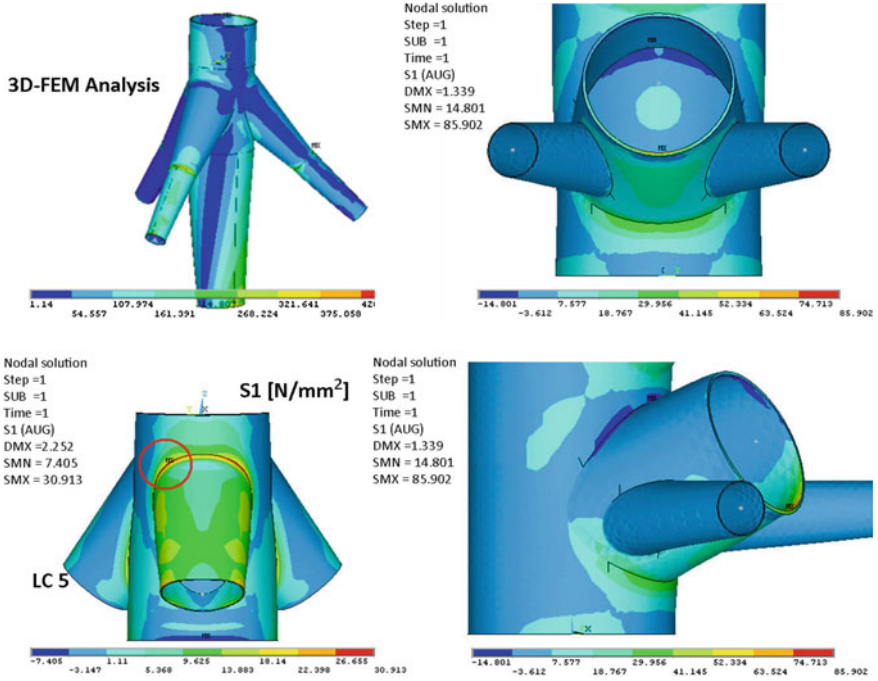 3D-FEM Analysis
1.14 107.974 214.807 321.641 428
54.557 161.391 268.224 375.058
Nodal solution
Step =1
SUB =1
Time =1
S1 (AUG)
DMX =1.339
SMN = 14.801
SMX = 85.902
-14.801 7.577 29.956 52.334 74.713
-3.612 18.767 41.145 63.524 85.902
Nodal solution
Step =1
SUB =1
Time =1
S1 (AUG)
DMX =2.252
SMN = 7.405
SMX = 30.913
S1 [N/mm²]
LC 5
-7.405 1.11 9.625 18.14 26.655
-3.147 5.368 13.883 22.398 30.913
Nodal solution
Step =1
SUB =1
Time =1
S1 (AUG)
DMX =1.339
SMN = 14.801
SMX = 85.902
-14.801 7.577 29.956 52.334 74.713
-3.612 18.767 41.145 63.524 85.902